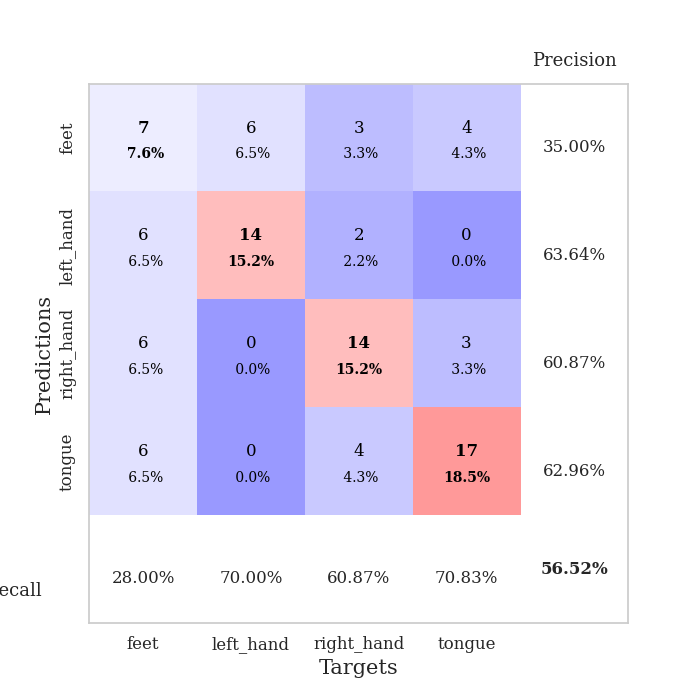 Precision
feet
7 6 3 4
7.6% 6.5% 3.3% 4.3%
35.00%
left_hand
6 14 2 0
6.5% 15.2% 2.2% 0.0%
63.64%
Predictions
right_hand
6 0 14 3
6.5% 0.0% 15.2% 3.3%
60.87%
tongue
6 0 4 17
6.5% 0.0% 4.3% 18.5%
62.96%
ecall
28.00% 70.00% 60.87% 70.83% 56.52%
feet left_hand right_hand tongue
Targets